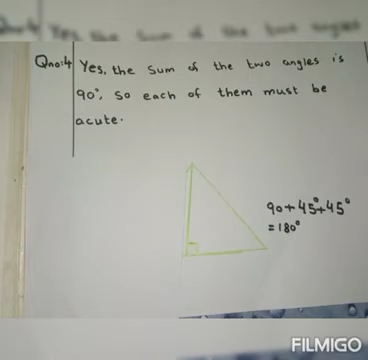 Qno:4 Yes, the sum of the two angles is
90°, so each of them must be
acute.
90+45°+45°
=180°
FILMIGO